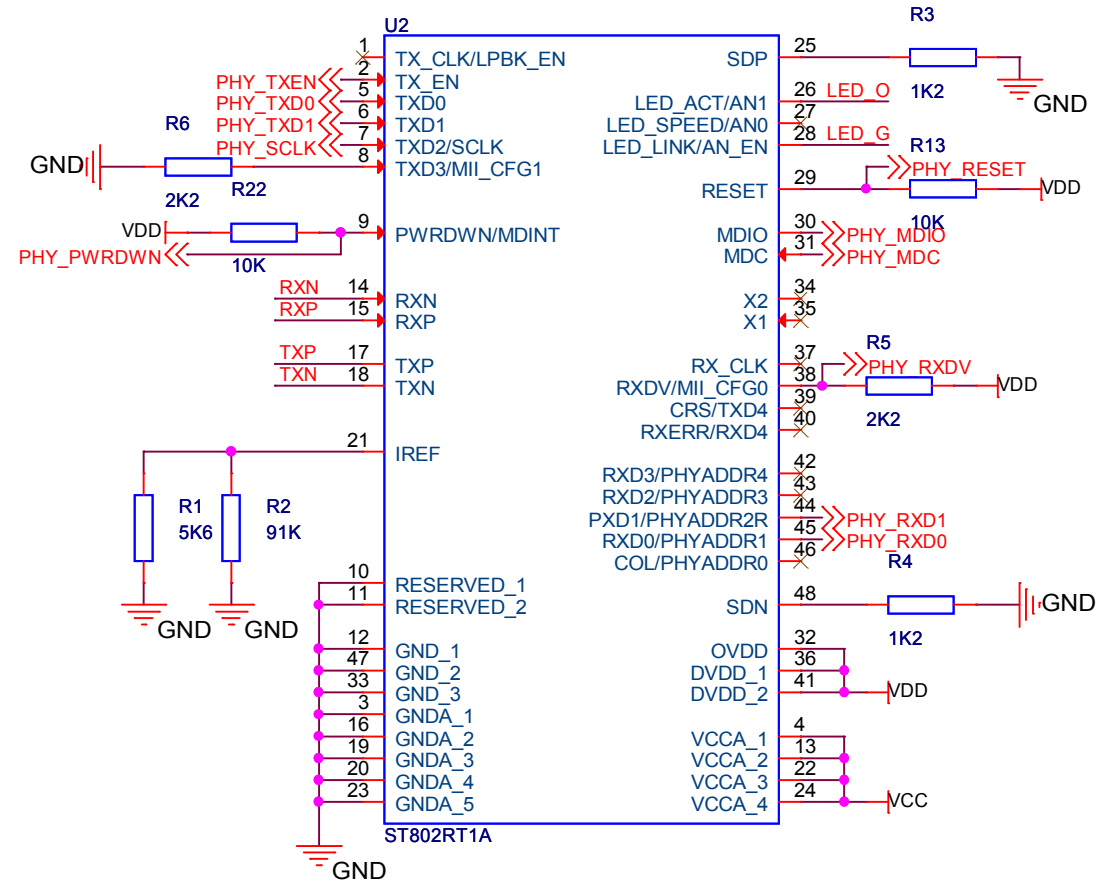 U2
1
TX_CLK/LPBK_EN
PHY_TXEN
2
TX_EN
PHY_TXD0
5
TXD0
PHY_TXD1
6
TXD1
PHY_SCLK
7
TXD2/SCLK
R6
GND
2K2
8
TXD3/MII_CFG1
R22
VDD
10K
9
PWRDWN/MDINT
PHY_PWRDWN
RXN
14
RXN
RXP
15
RXP
TXP
17
TXP
TXN
18
TXN
21
IREF
R1
5K6
R2
91K
GND
GND
10
RESERVED_1
11
RESERVED_2
12
GND_1
47
GND_2
33
GND_3
3
GNDA_1
16
GNDA_2
19
GNDA_3
20
GNDA_4
23
GNDA_5
GND
ST802RT1A
SDP
25
R3
1K2
GND
LED_ACT/AN1
26
LED_O
LED_SPEED/AN0
27
LED_LINK/AN_EN
28
LED_G
R13
PHY_RESET
RESET
29
VDD
10K
MDIO
30
PHY_MDIO
MDC
31
PHY_MDC
X2
34
X1
35
R5
RX_CLK
37
PHY_RXDV
RXDV/MII_CFG0
38
VDD
2K2
CRS/TXD4
39
RXERR/RXD4
40
RXD3/PHYADDR4
42
RXD2/PHYADDR3
43
PXD1/PHYADDR2R
44
PHY_RXD1
RXD0/PHYADDR1
45
PHY_RXD0
COL/PHYADDR0
46
R4
SDN
48
GND
1K2
OVDD
32
DVDD_1
36
DVDD_2
41
VDD
VCCA_1
4
VCCA_2
13
VCCA_3
22
VCCA_4
24
VCC